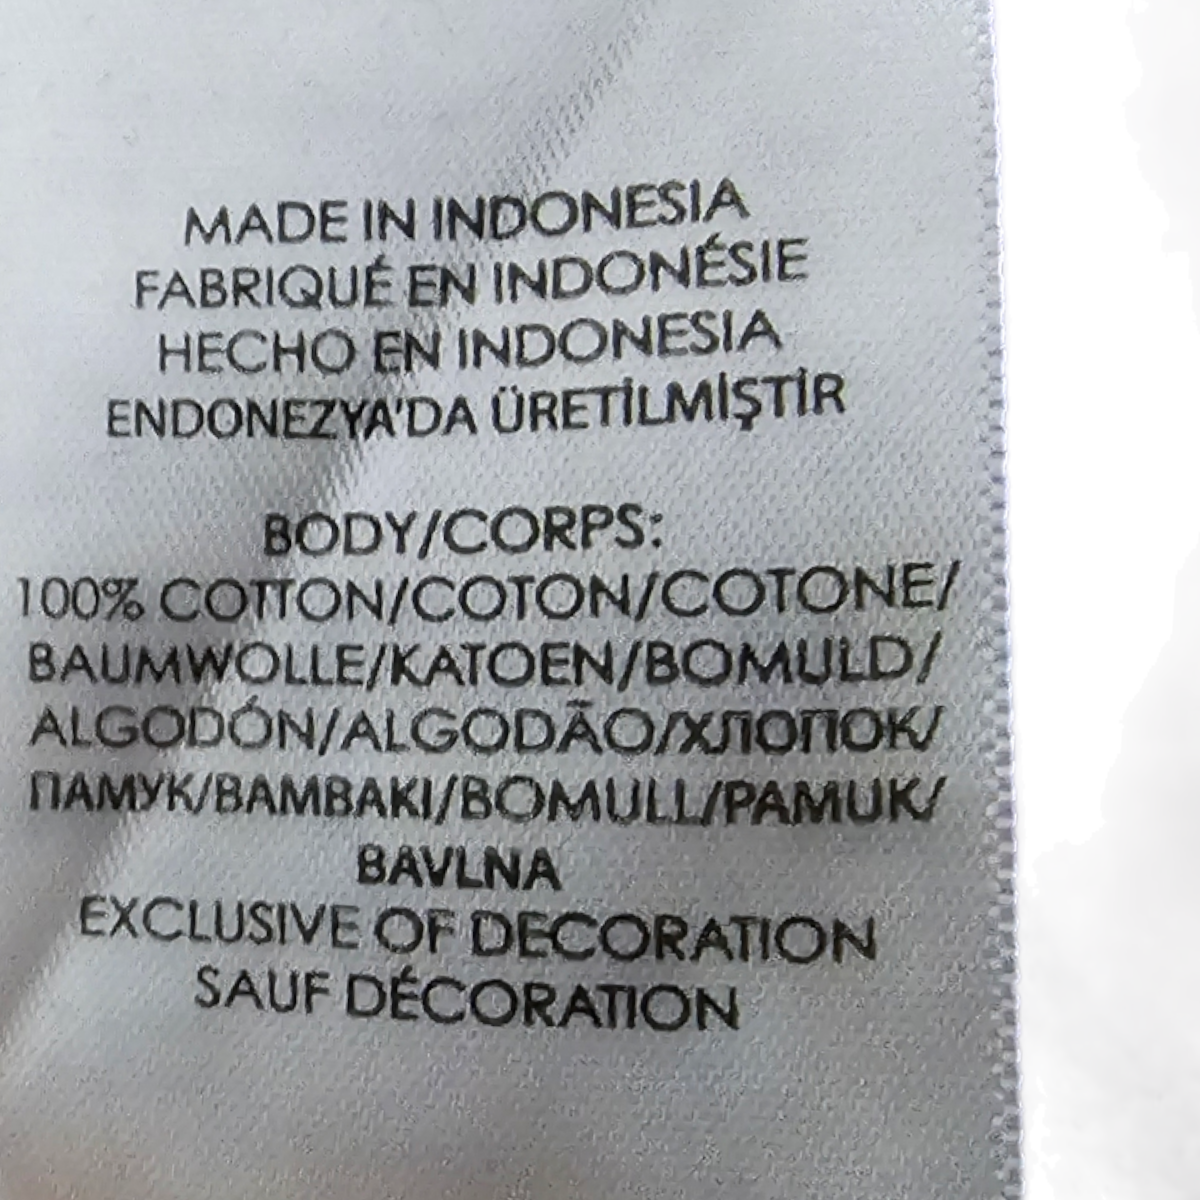 MADE IN INDONESIA
FABRIQUÉ EN INDONÉSIE
HECHO EN INDONESIA
ENDONEZYA'DA ÜRETİLMİŞTİR
BODY/CORPS:
100% COTTON/COTON/COTONE/
BAUMWOLLE/KATOEN/BOMULD/
ALGODÓN/ALGODÃO/ХЛОПОК/
ПАМУК/BAMBAKI/BOMULL/PAMUK/
BAVLNA
EXCLUSIVE OF DECORATION
SAUF DÉCORATION